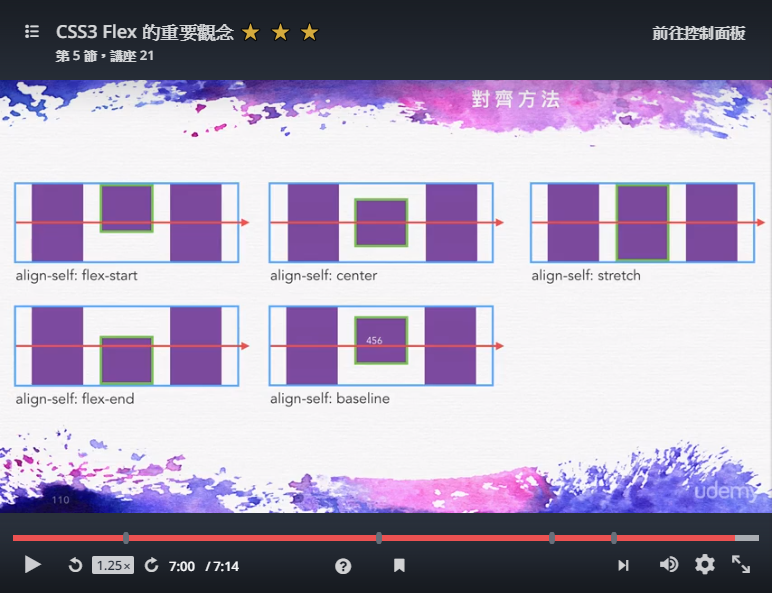 CSS3 Flex 的重要觀念 ★ ★ ★
前往控制面板
第 5 節，講座 21
對齊方法
align-self: flex-start
align-self: center
align-self: stretch
456
align-self: flex-end
align-self: baseline
110
udemy
1.25×
7:00 / 7:14
?